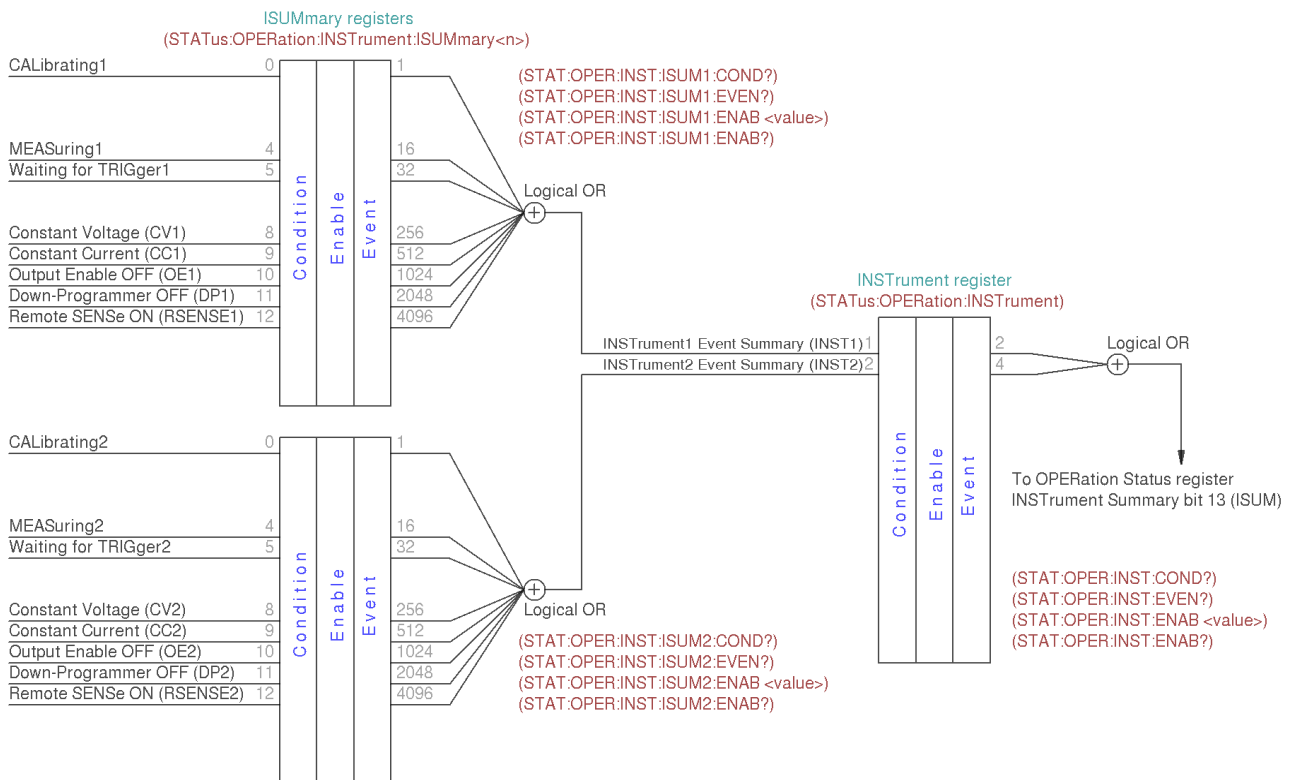 ISUMmary registers
(STATus:OPERation:INSTrument:ISUMmary<n>)
CALibrating1 0 1
MEASuring1 4 16
Waiting for TRIGger1 5 32
Constant Voltage (CV1) 8 256
Constant Current (CC1) 9 512
Output Enable OFF (OE1) 10 1024
Down-Programmer OFF (DP1) 11 2048
Remote SENSe ON (RSENSE1) 12 4096
Condition
Enable
Event
(STAT:OPER:INST:ISUM1:COND?)
(STAT:OPER:INST:ISUM1:EVEN?)
(STAT:OPER:INST:ISUM1:ENAB <value>)
(STAT:OPER:INST:ISUM1:ENAB?)
Logical OR
INSTrument register
(STATus:OPERation:INSTrument)
INSTrument1 Event Summary (INST1) 1 2
INSTrument2 Event Summary (INST2) 2 4
Condition
Enable
Event
Logical OR
To OPERation Status register
INSTrument Summary bit 13 (ISUM)
(STAT:OPER:INST:COND?)
(STAT:OPER:INST:EVEN?)
(STAT:OPER:INST:ENAB <value>)
(STAT:OPER:INST:ENAB?)
CALibrating2 0 1
MEASuring2 4 16
Waiting for TRIGger2 5 32
Constant Voltage (CV2) 8 256
Constant Current (CC2) 9 512
Output Enable OFF (OE2) 10 1024
Down-Programmer OFF (DP2) 11 2048
Remote SENSe ON (RSENSE2) 12 4096
Condition
Enable
Event
Logical OR
(STAT:OPER:INST:ISUM2:COND?)
(STAT:OPER:INST:ISUM2:EVEN?)
(STAT:OPER:INST:ISUM2:ENAB <value>)
(STAT:OPER:INST:ISUM2:ENAB?)